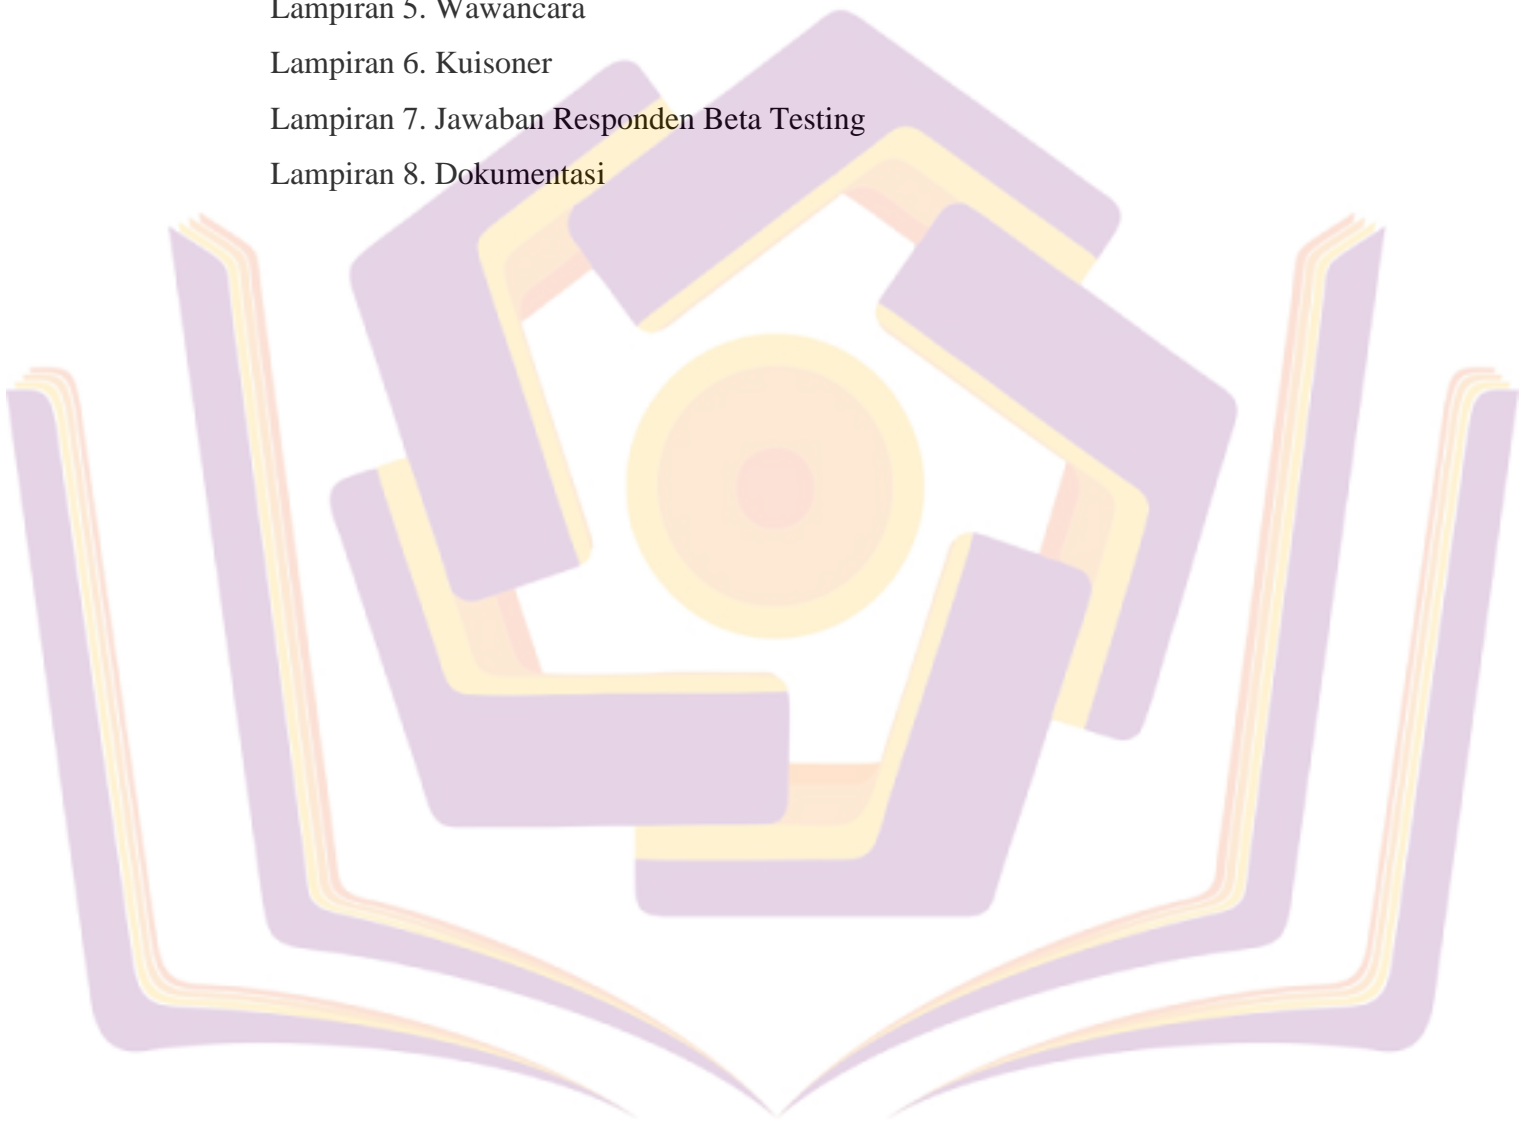 Lampiran 5. Wawancara
Lampiran 6. Kuisoner
Lampiran 7. Jawaban Responden Beta Testing
Lampiran 8. Dokumentasi